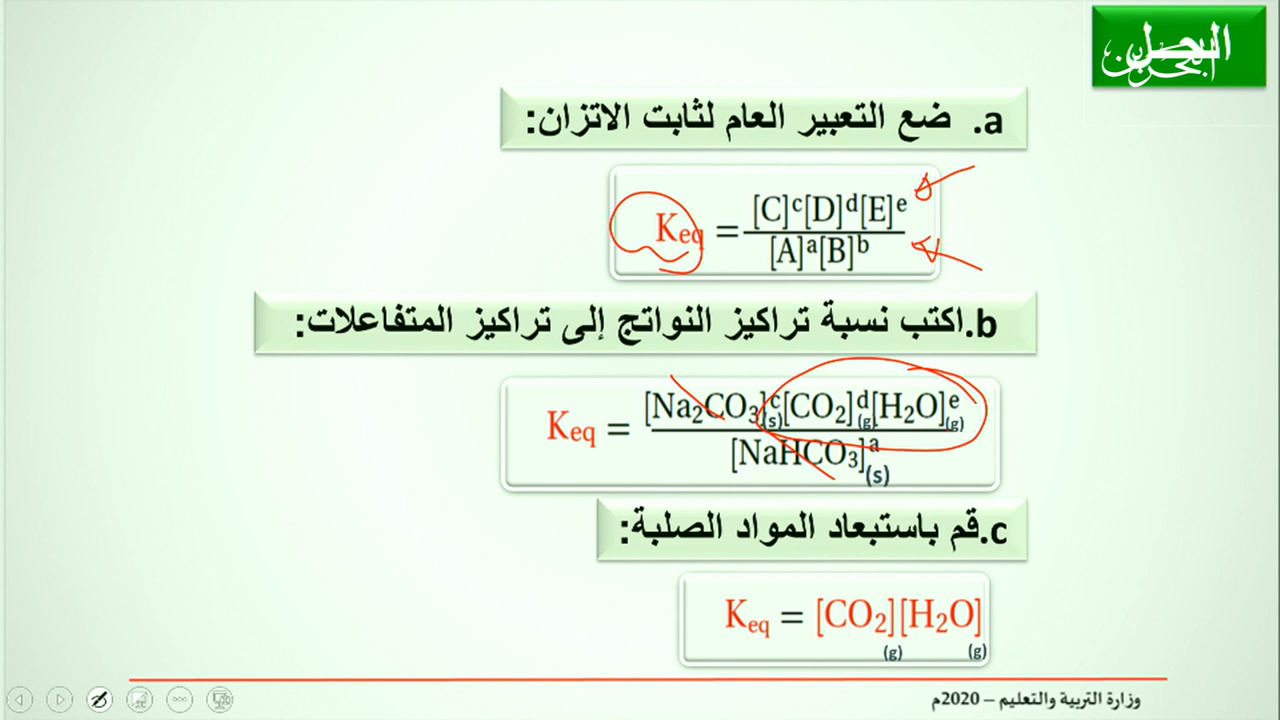 a. ضع التعبير العام لثابت الاتزان:
Keq = [C]ᶜ[D]ᵈ[E]ᵉ
[A]ᵃ[B]ᵇ
b.اكتب نسبة تراكيز النواتج إلى تراكيز المتفاعلات:
Keq = [Na₂CO₃]ᶜ(s)[CO₂]ᵈ(g)[H₂O]ᵉ(g)
[NaHCO₃]ᵃ(s)
c.قم باستبعاد المواد الصلبة:
Keq = [CO₂](g)[H₂O](g)
وزارة التربية والتعليم – 2020م